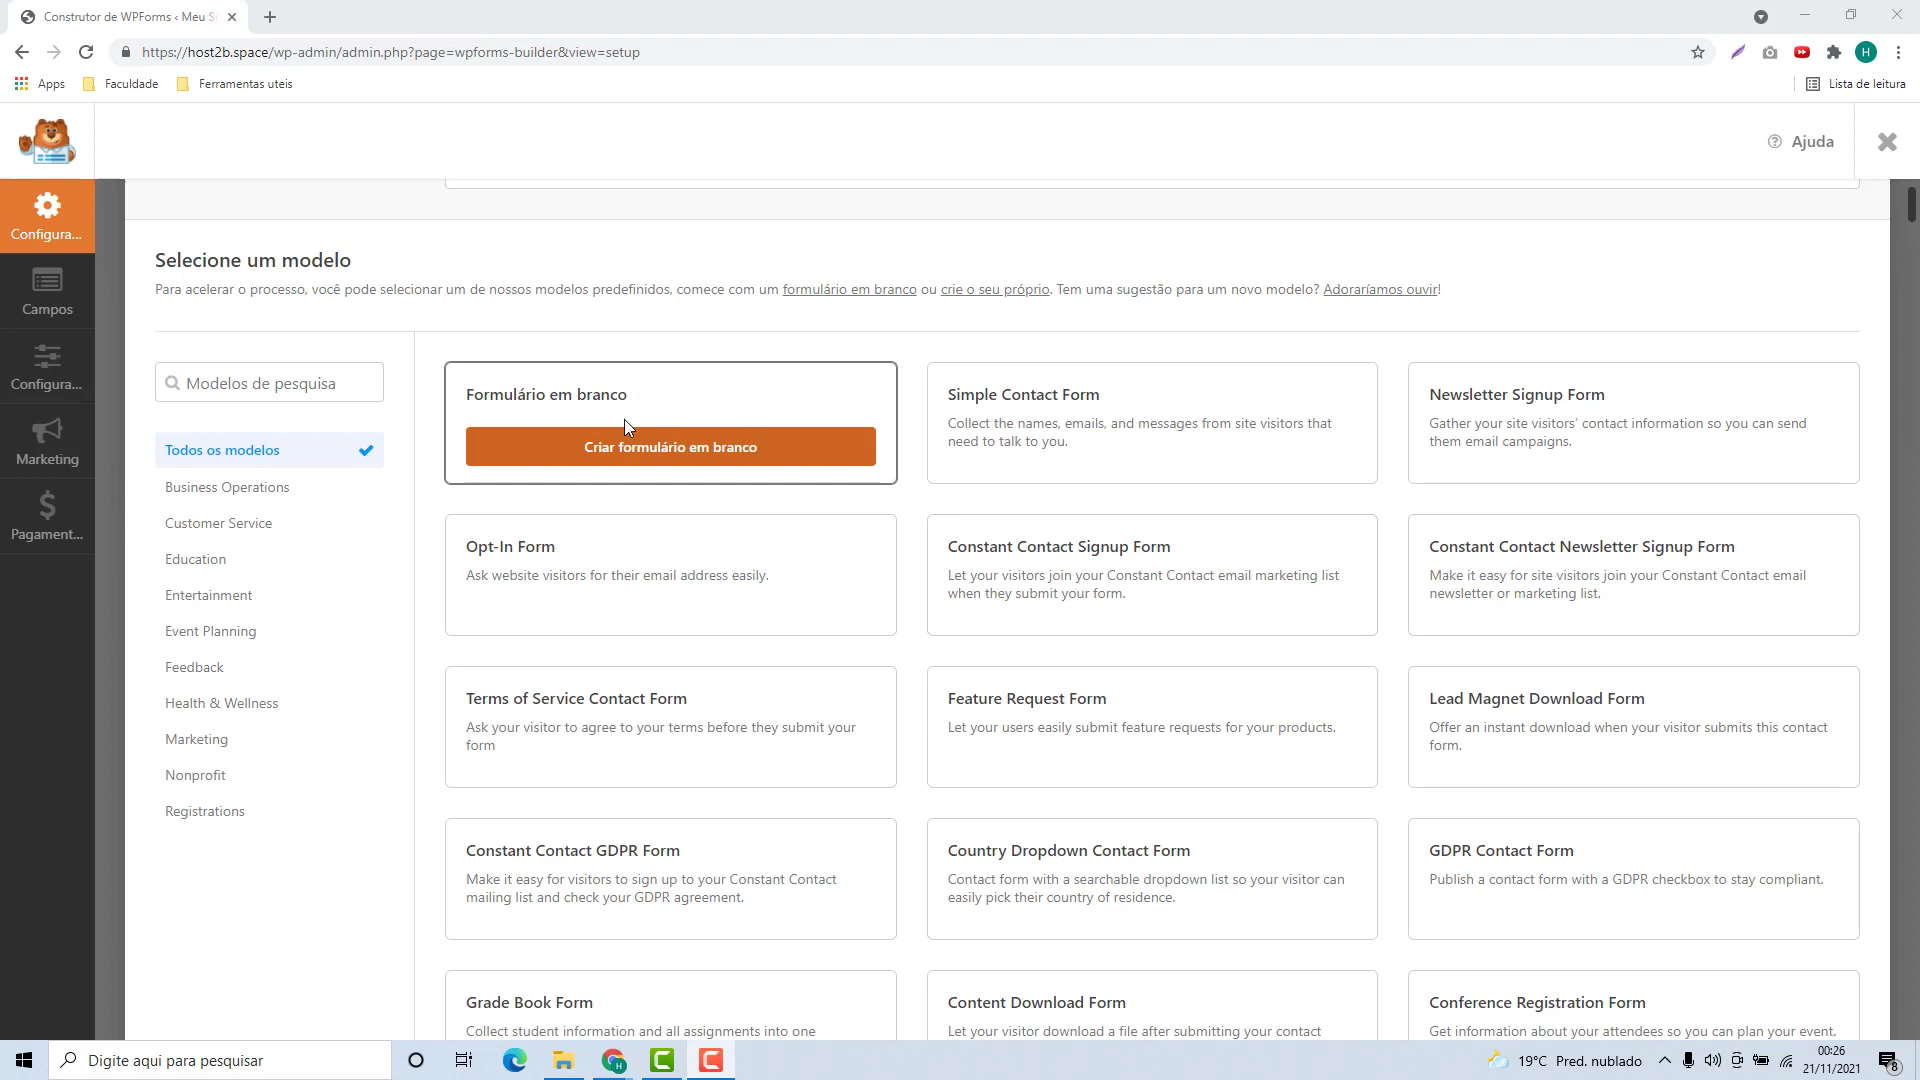 Construtor de WPForms ‹ Meu S
https://host2b.space/wp-admin/admin.php?page=wpforms-builder&view=setup
H
Apps
Faculdade
Ferramentas uteis
Lista de leitura
Ajuda
Configura...
Campos
Configura...
Marketing
Pagament...
Selecione um modelo
Para acelerar o processo, você pode selecionar um de nossos modelos predefinidos, comece com um formulário em branco ou crie o seu próprio. Tem uma sugestão para um novo modelo? Adoraríamos ouvir!
Modelos de pesquisa
Todos os modelos
Business Operations
Customer Service
Education
Entertainment
Event Planning
Feedback
Health & Wellness
Marketing
Nonprofit
Registrations
Formulário em branco
Criar formulário em branco
Simple Contact Form
Collect the names, emails, and messages from site visitors that
need to talk to you.
Newsletter Signup Form
Gather your site visitors’ contact information so you can send
them email campaigns.
Opt-In Form
Ask website visitors for their email address easily.
Constant Contact Signup Form
Let your visitors join your Constant Contact email marketing list
when they submit your form.
Constant Contact Newsletter Signup Form
Make it easy for site visitors join your Constant Contact email
newsletter or marketing list.
Terms of Service Contact Form
Ask your visitor to agree to your terms before they submit your
form
Feature Request Form
Let your users easily submit feature requests for your products.
Lead Magnet Download Form
Offer an instant download when your visitor submits this contact
form.
Constant Contact GDPR Form
Make it easy for visitors to sign up to your Constant Contact
mailing list and check your GDPR agreement.
Country Dropdown Contact Form
Contact form with a searchable dropdown list so your visitor can
easily pick their country of residence.
GDPR Contact Form
Publish a contact form with a GDPR checkbox to stay compliant.
Grade Book Form
Collect student information and all assignments into one
Content Download Form
Let your visitor download a file after submitting your contact
Conference Registration Form
Get information about your attendees so you can plan your event.
Digite aqui para pesquisar
19°C Pred. nublado
00:26
21/11/2021
8